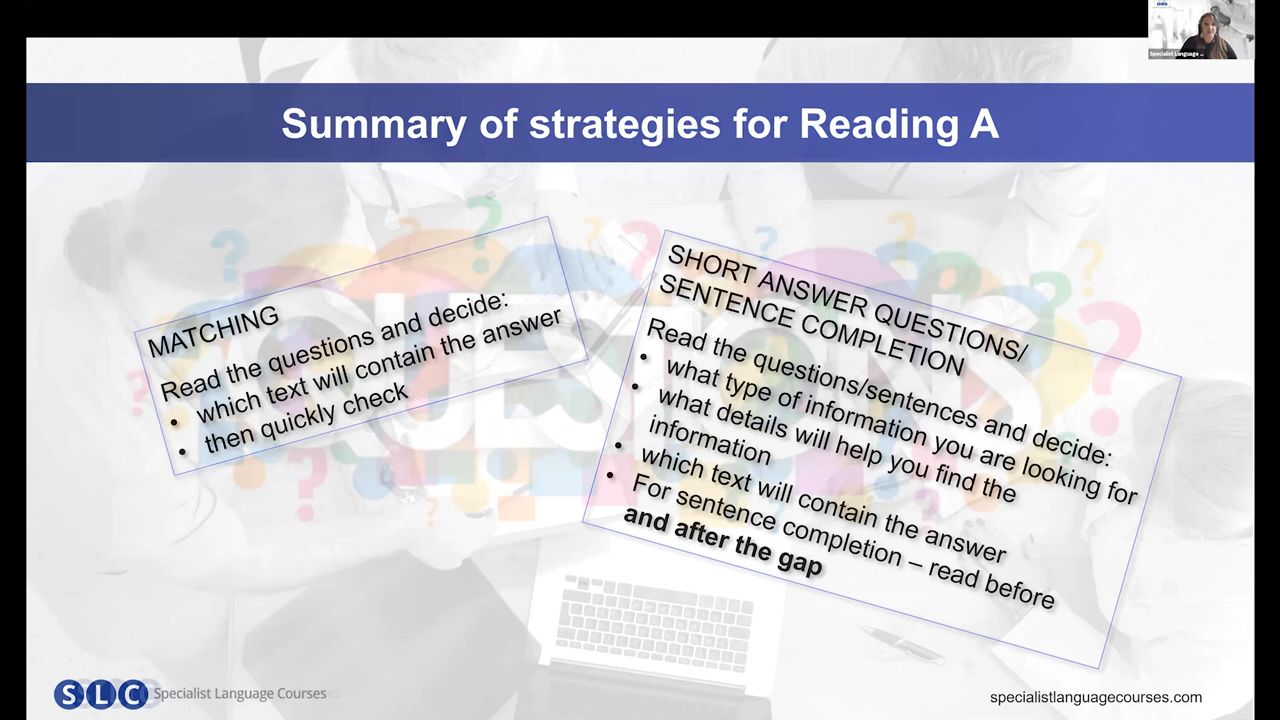 Specialist Language ...
Summary of strategies for Reading A
MATCHING
Read the questions and decide:
• which text will contain the answer
• then quickly check
SHORT ANSWER QUESTIONS/
SENTENCE COMPLETION
Read the questions/sentences and decide:
• what type of information you are looking for
• what details will help you find the
information
• which text will contain the answer
• For sentence completion – read before
and after the gap
SLC Specialist Language Courses
specialistlanguagecourses.com